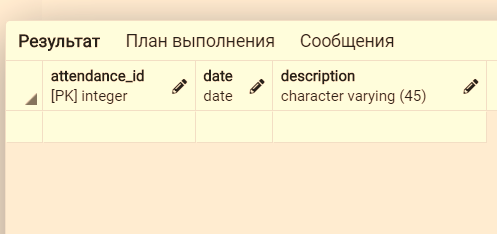 Результат План выполнения Сообщения
attendance_id date description
[PK] integer date character varying (45)